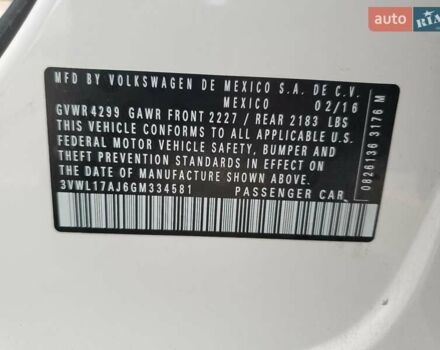 auto RIA
MFD BY VOLKSWAGEN DE MEXICO S.A. DE C.V.
MEXICO 02/16
GVWR4299 GAWR FRONT 2227 / REAR 2183 LBS
THIS VEHICLE CONFORMS TO ALL APPLICABLE U.S.
FEDERAL MOTOR VEHICLE SAFETY, BUMPER AND
THEFT PREVENTION STANDARDS IN EFFECT ON
THE DATE OF MANUFACTURE SHOWN ABOVE.
3VWL17AJ6GM334581 PASSENGER CAR
0826136 3176 M